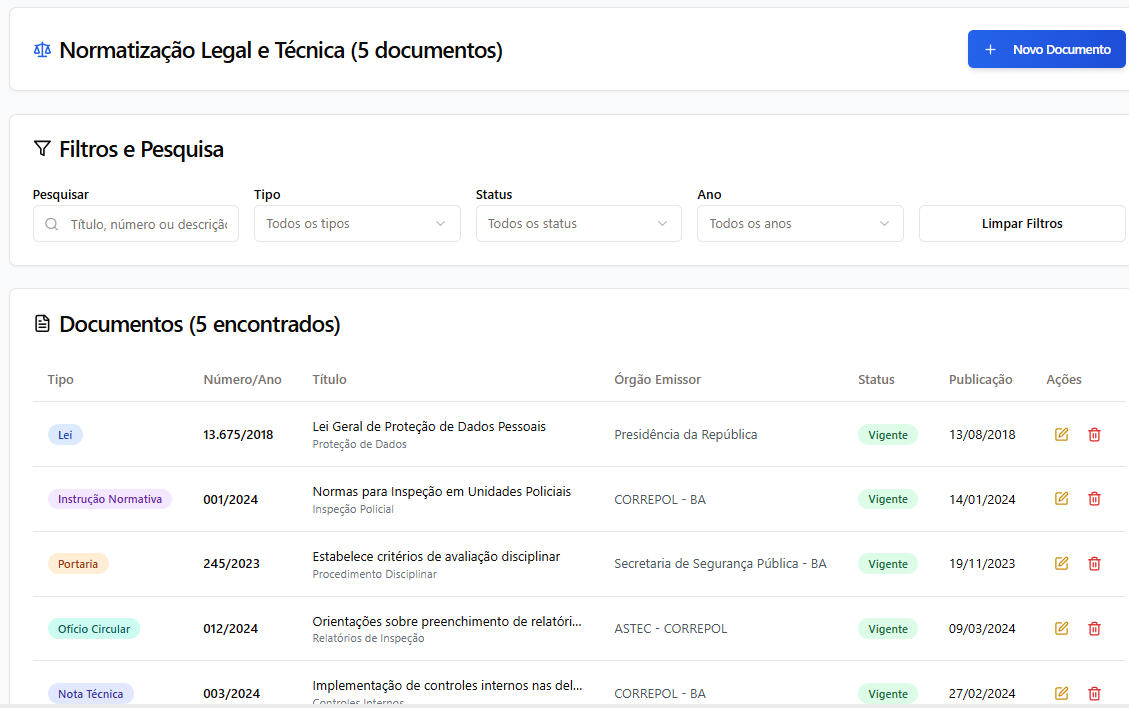 Normatização Legal e Técnica (5 documentos)
Novo Documento
Filtros e Pesquisa
Pesquisar Tipo Status Ano
Título, número ou descriçã Todos os tipos Todos os status Todos os anos Limpar Filtros
Documentos (5 encontrados)
Tipo Número/Ano Título Órgão Emissor Status Publicação Ações
Lei 13.675/2018 Lei Geral de Proteção de Dados Pessoais Presidência da República Vigente 13/08/2018
Proteção de Dados
Instrução Normativa 001/2024 Normas para Inspeção em Unidades Policiais CORREPOL - BA Vigente 14/01/2024
Inspeção Policial
Portaria 245/2023 Estabelece critérios de avaliação disciplinar Secretaria de Segurança Pública - BA Vigente 19/11/2023
Procedimento Disciplinar
Ofício Circular 012/2024 Orientações sobre preenchimento de relatóri... ASTEC - CORREPOL Vigente 09/03/2024
Relatórios de Inspeção
Nota Técnica 003/2024 Implementação de controles internos nas del... CORREPOL - BA Vigente 27/02/2024
Controles Internos